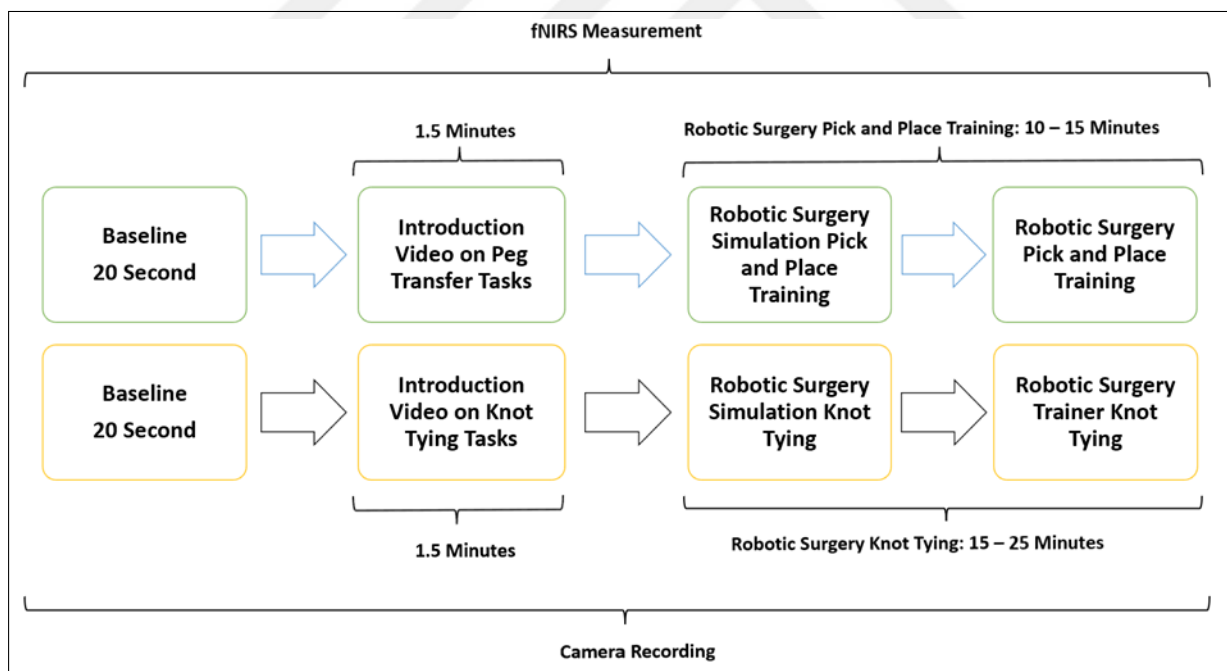 fNIRS Measurement
1.5 Minutes
Robotic Surgery Pick and Place Training: 10 – 15 Minutes
Baseline
20 Second
Introduction
Video on Peg
Transfer Tasks
Robotic Surgery
Simulation Pick
and Place
Training
Robotic Surgery
Pick and Place
Training
Baseline
20 Second
Introduction
Video on Knot
Tying Tasks
Robotic Surgery
Simulation Knot
Tying
Robotic Surgery
Trainer Knot
Tying
1.5 Minutes
Robotic Surgery Knot Tying: 15 – 25 Minutes
Camera Recording